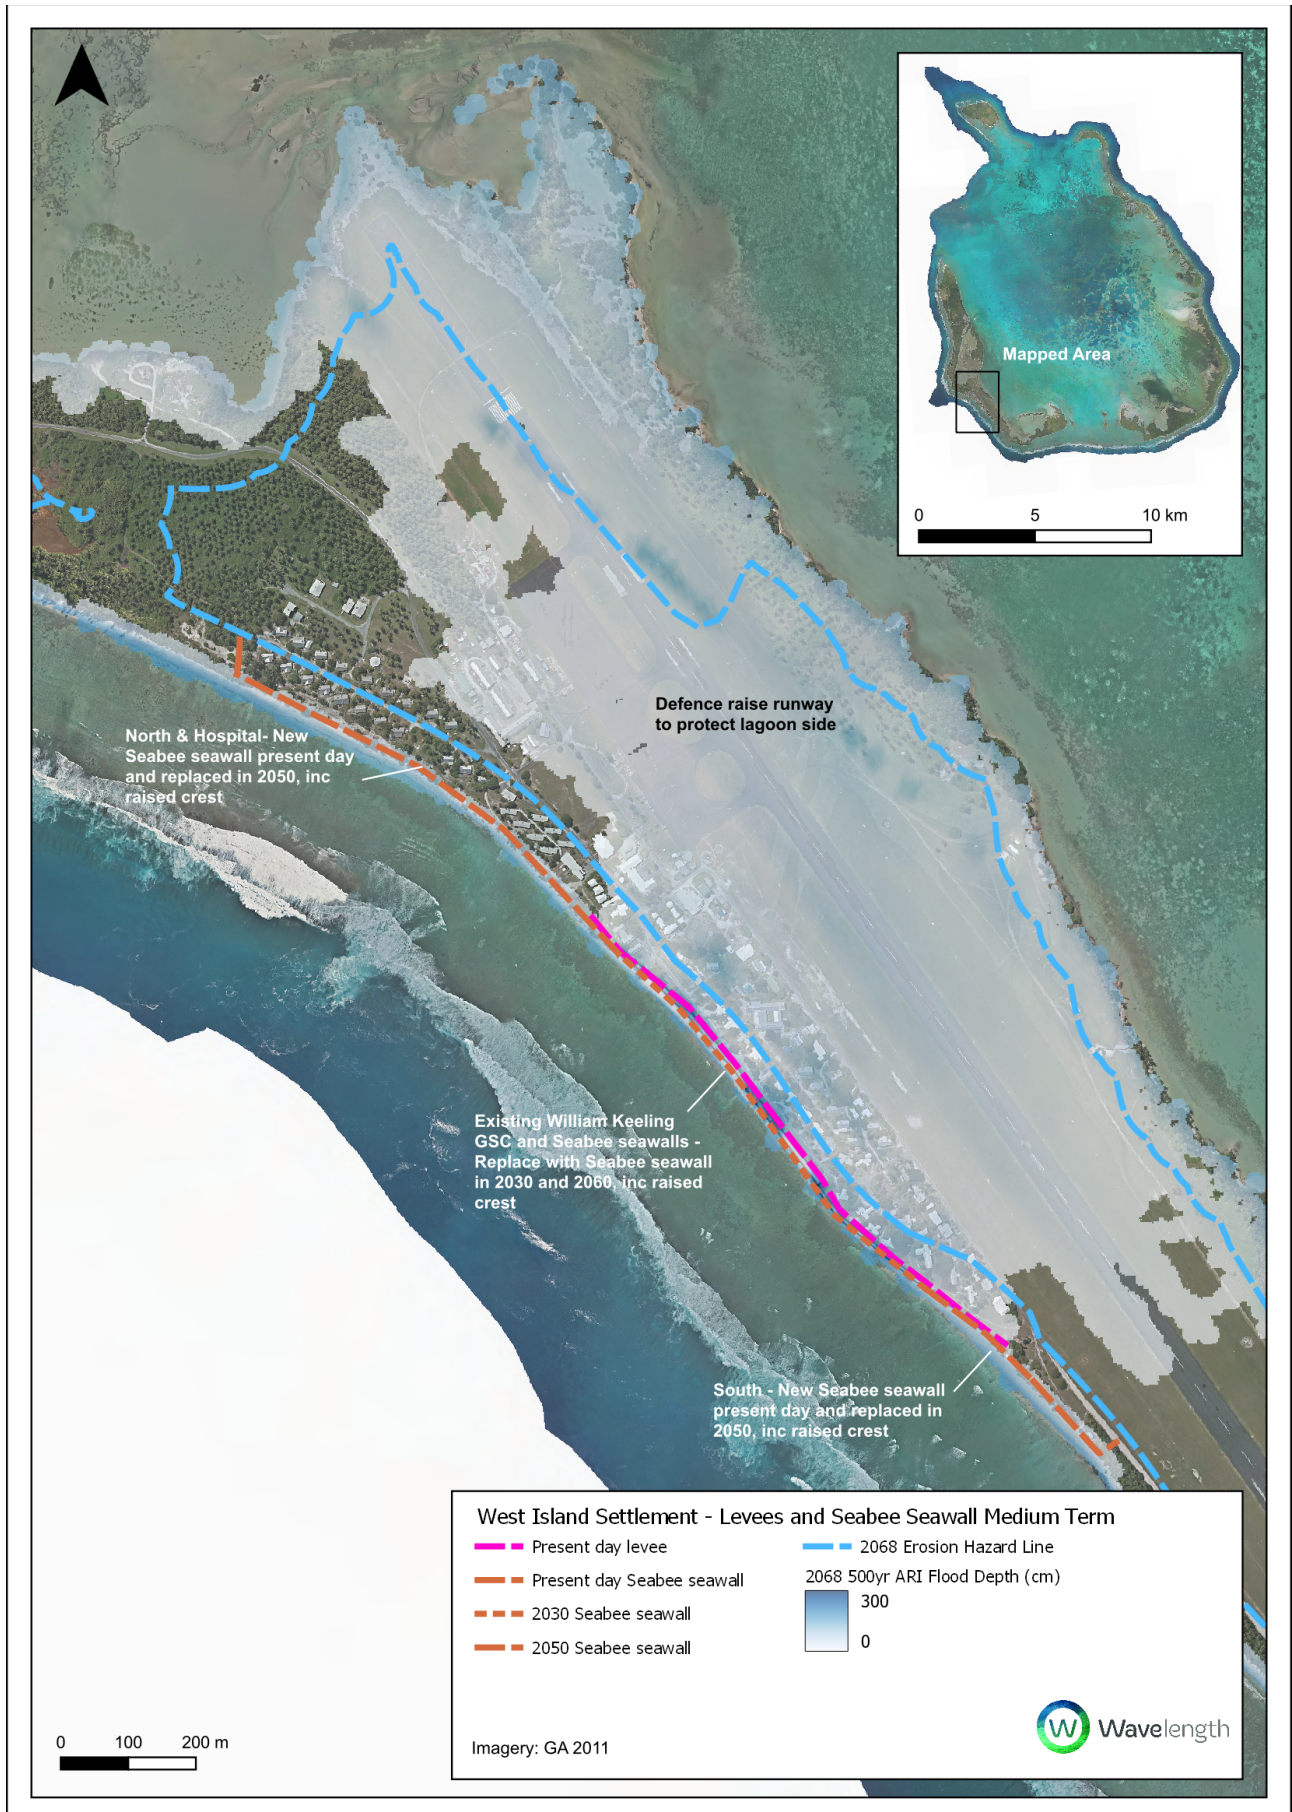 Mapped Area
0 5 10 km
Defence raise runway
to protect lagoon side
North & Hospital- New
Seabee seawall present day
and replaced in 2050, inc
raised crest
Existing William Keeling
GSC and Seabee seawalls -
Replace with Seabee seawall
in 2030 and 2060, inc raised
crest
South - New Seabee seawall
present day and replaced in
2050, inc raised crest
West Island Settlement - Levees and Seabee Seawall Medium Term
Present day levee
Present day Seabee seawall
2030 Seabee seawall
2050 Seabee seawall
2068 Erosion Hazard Line
2068 500yr ARI Flood Depth (cm)
300
0
0 100 200 m
Imagery: GA 2011
W Wavelength